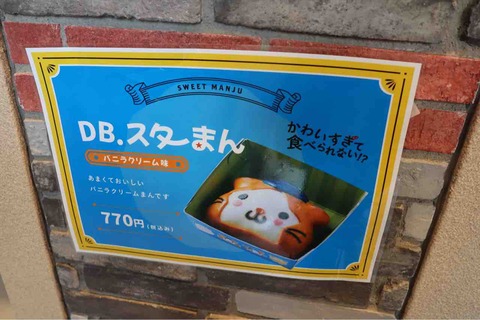 SWEET MANJU
DB.スターまん
バニラクリーム味
あまくておいしい
バニラクリームまんです
770円(税込み)
かわいすぎて
食べられない!?